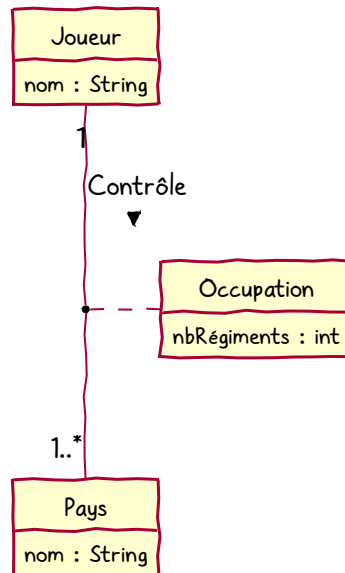 Joueur
nom : String
1
Contrôle
Occupation
nbRégiments : int
1..*
Pays
nom : String